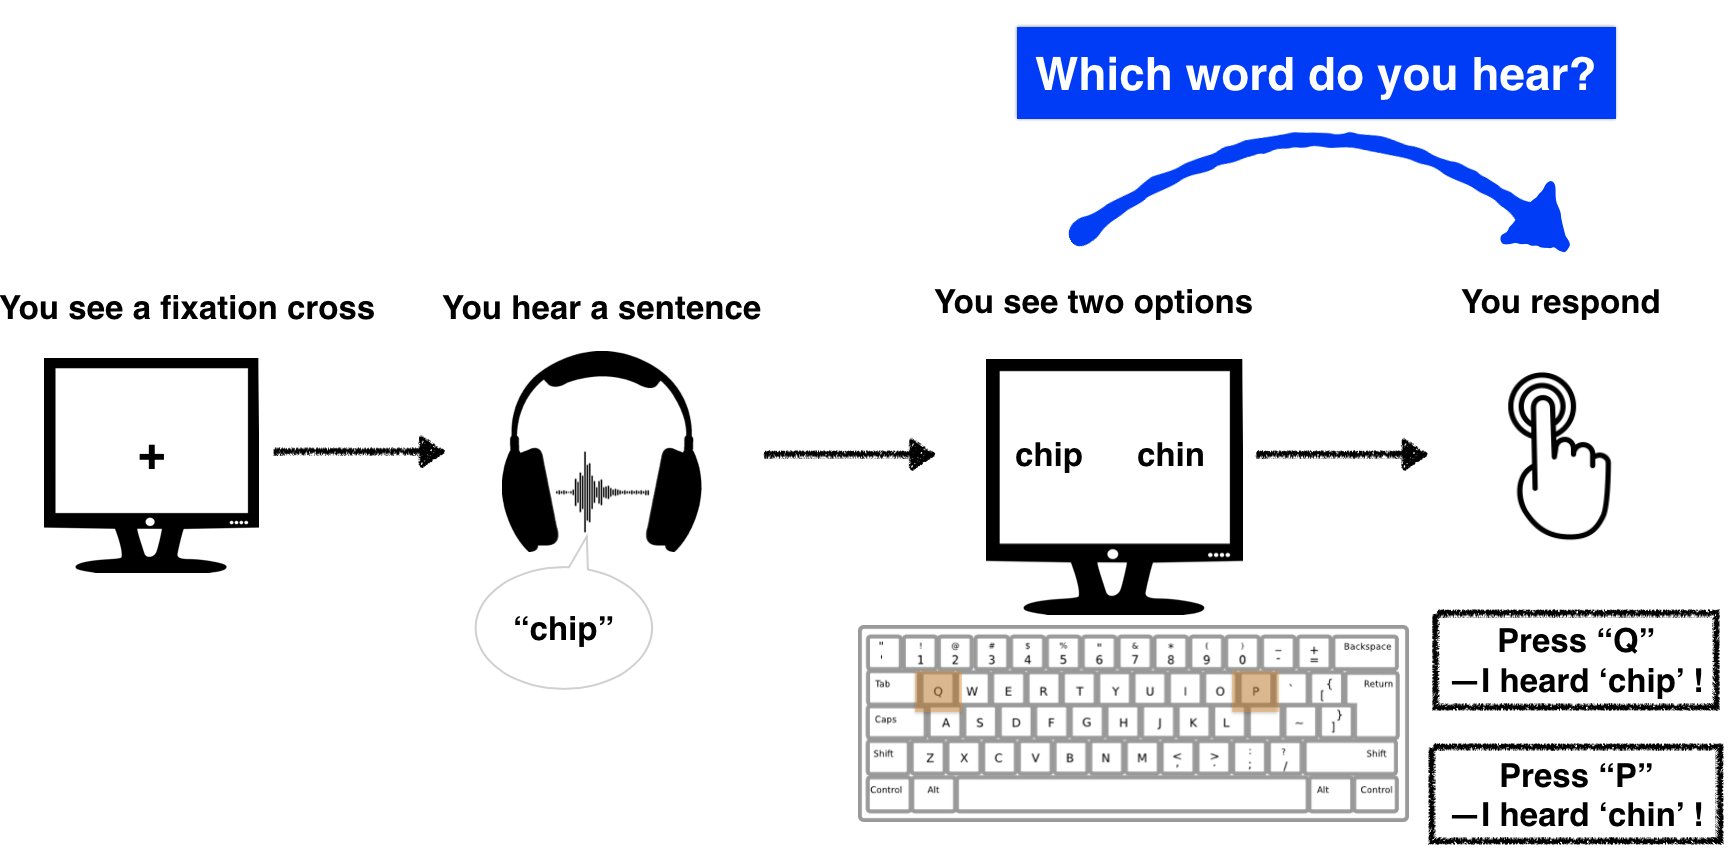 Which word do you hear?
You see a fixation cross
You hear a sentence
You see two options
You respond
+
chip chin
“chip”
" ! @ # $ % " & * ( ) – + Backspace
' 1 2 3 4 5 6 7 8 9 0 - =
Tab Q W E R T Y U I O P ` { [ Return
Caps A S D F G H J K L ~ } ]
Shift Z X C V B N M < , > . : ; ? / Shift
Control Alt Alt Control
Press “Q”
—I heard ‘chip’ !
Press “P”
—I heard ‘chin’ !